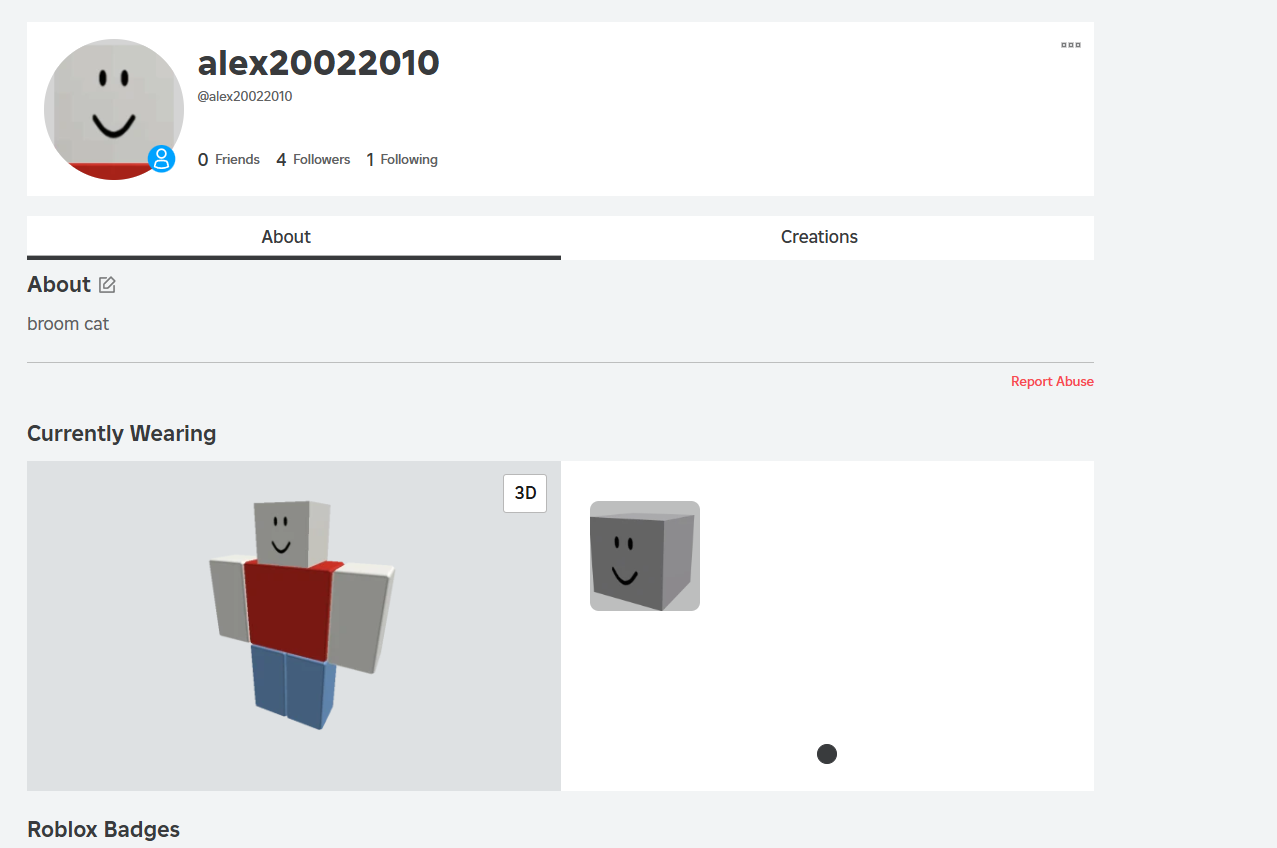 alex20022010
@alex20022010
0 Friends 4 Followers 1 Following
About Creations
About
broom cat
Report Abuse
Currently Wearing
3D
Roblox Badges